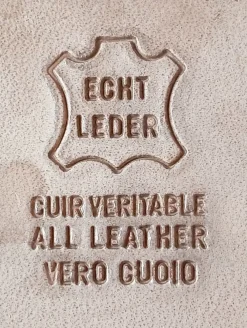 ECHT
LEDER
CUIR VERITABLE
ALL LEATHER
VERO CUOIO